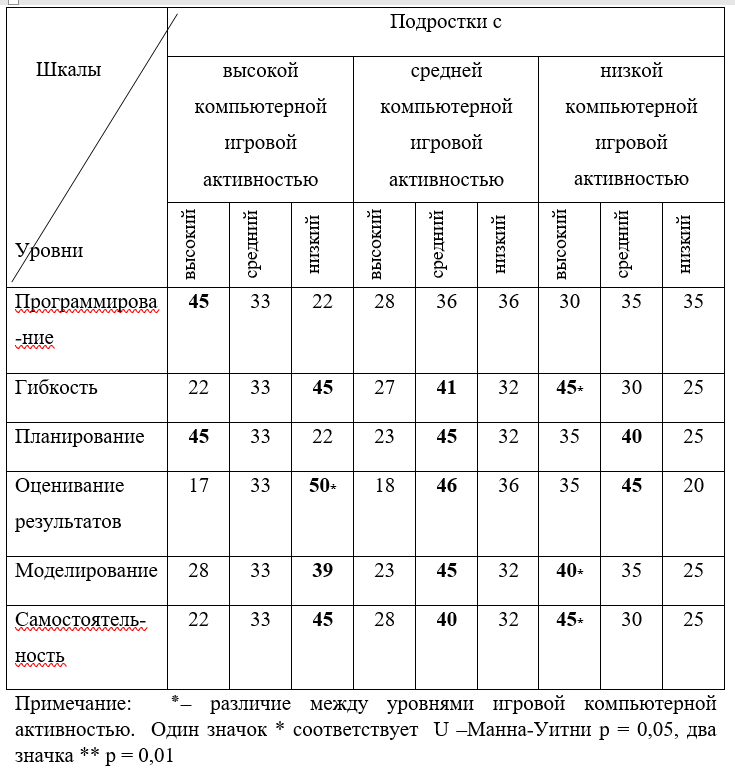 Подростки с
Шкалы
Уровни
высокой
компьютерной
игровой
активностью
средней
компьютерной
игровой
активностью
низкой
компьютерной
игровой
активностью
высокий средний низкий высокий средний низкий высокий средний низкий
Программирова 45 33 22 28 36 36 30 35 35
-ние
Гибкость 22 33 45 27 41 32 45* 30 25
Планирование 45 33 22 23 45 32 35 40 25
Оценивание 17 33 50* 18 46 36 35 45 20
результатов
Моделирование 28 33 39 23 45 32 40* 35 25
Самостоятель- 22 33 45 28 40 32 45* 30 25
ность
Примечание: *– различие между уровнями игровой компьютерной
активностью. Один значок * соответствует U –Манна-Уитни p = 0,05, два
значка ** p = 0,01